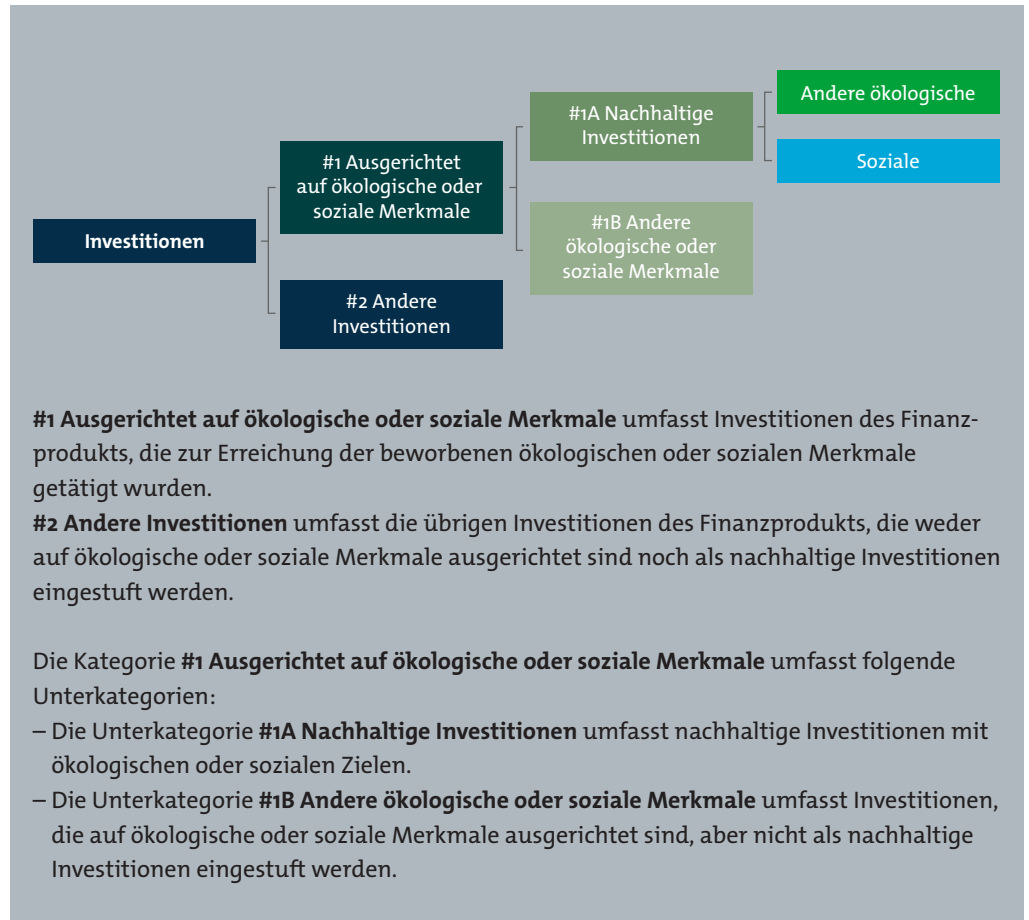 Investitionen
#1 Ausgerichtet
auf ökologische oder
soziale Merkmale
#2 Andere
Investitionen
#1A Nachhaltige
Investitionen
#1B Andere
ökologische oder
soziale Merkmale
Andere ökologische
Soziale
#1 Ausgerichtet auf ökologische oder soziale Merkmale umfasst Investitionen des Finanz-
produkts, die zur Erreichung der beworbenen ökologischen oder sozialen Merkmale
getätigt wurden.
#2 Andere Investitionen umfasst die übrigen Investitionen des Finanzprodukts, die weder
auf ökologische oder soziale Merkmale ausgerichtet sind noch als nachhaltige Investitionen
eingestuft werden.
Die Kategorie #1 Ausgerichtet auf ökologische oder soziale Merkmale umfasst folgende
Unterkategorien:
– Die Unterkategorie #1A Nachhaltige Investitionen umfasst nachhaltige Investitionen mit
ökologischen oder sozialen Zielen.
– Die Unterkategorie #1B Andere ökologische oder soziale Merkmale umfasst Investitionen,
die auf ökologische oder soziale Merkmale ausgerichtet sind, aber nicht als nachhaltige
Investitionen eingestuft werden.